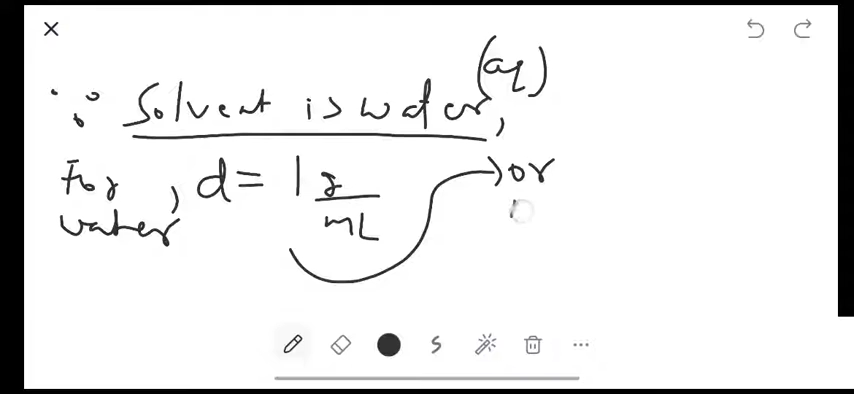 ∵ Solvent is water, (aq)
For water, d = 1 g/mL → or